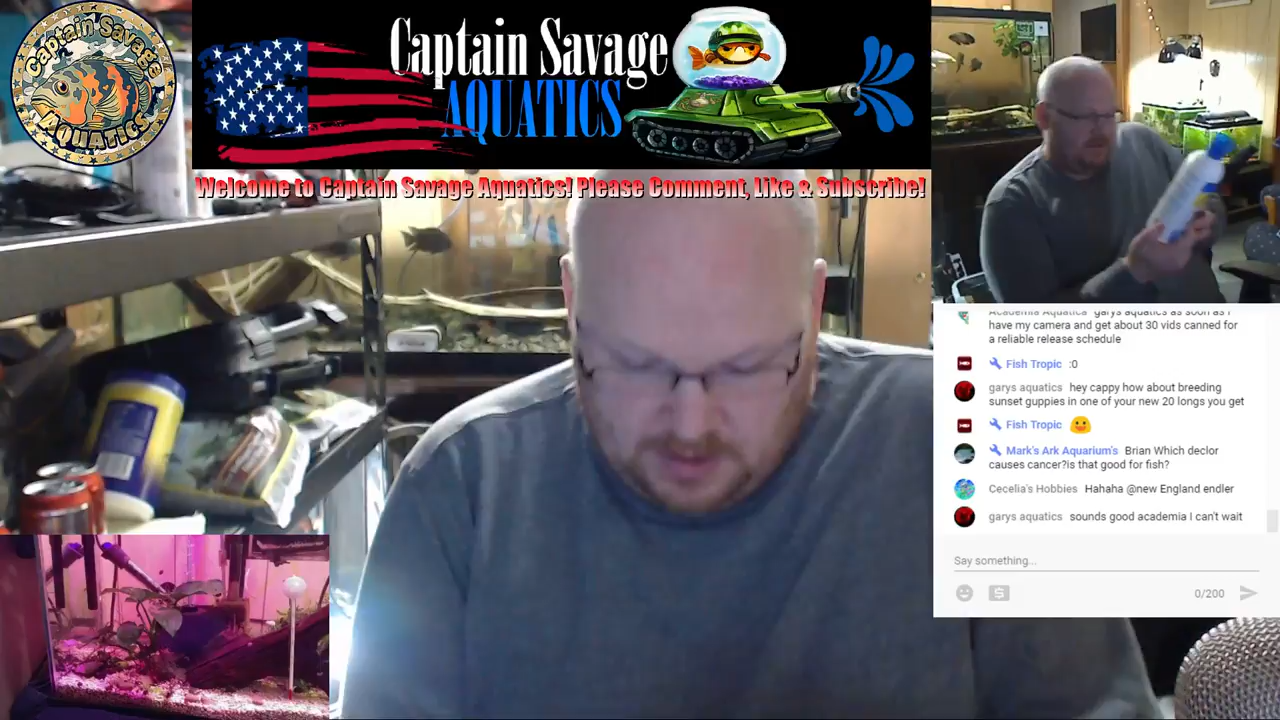 Captain Savage
AQUATICS
Captain Savage
AQUATICS
Welcome to Captain Savage Aquatics! Please Comment, Like & Subscribe!
Academia Aquatica garys aquatics as soon as I
have my camera and get about 30 vids canned for
a reliable release schedule
Fish Tropic :0
garys aquatics hey cappy how about breeding
sunset guppies in one of your new 20 longs you get
Fish Tropic
Mark's Ark Aquarium's Brian Which declor
causes cancer?is that good for fish?
Cecelia's Hobbies Hahaha @new England endler
garys aquatics sounds good academia I can't wait
Say something...
0/200